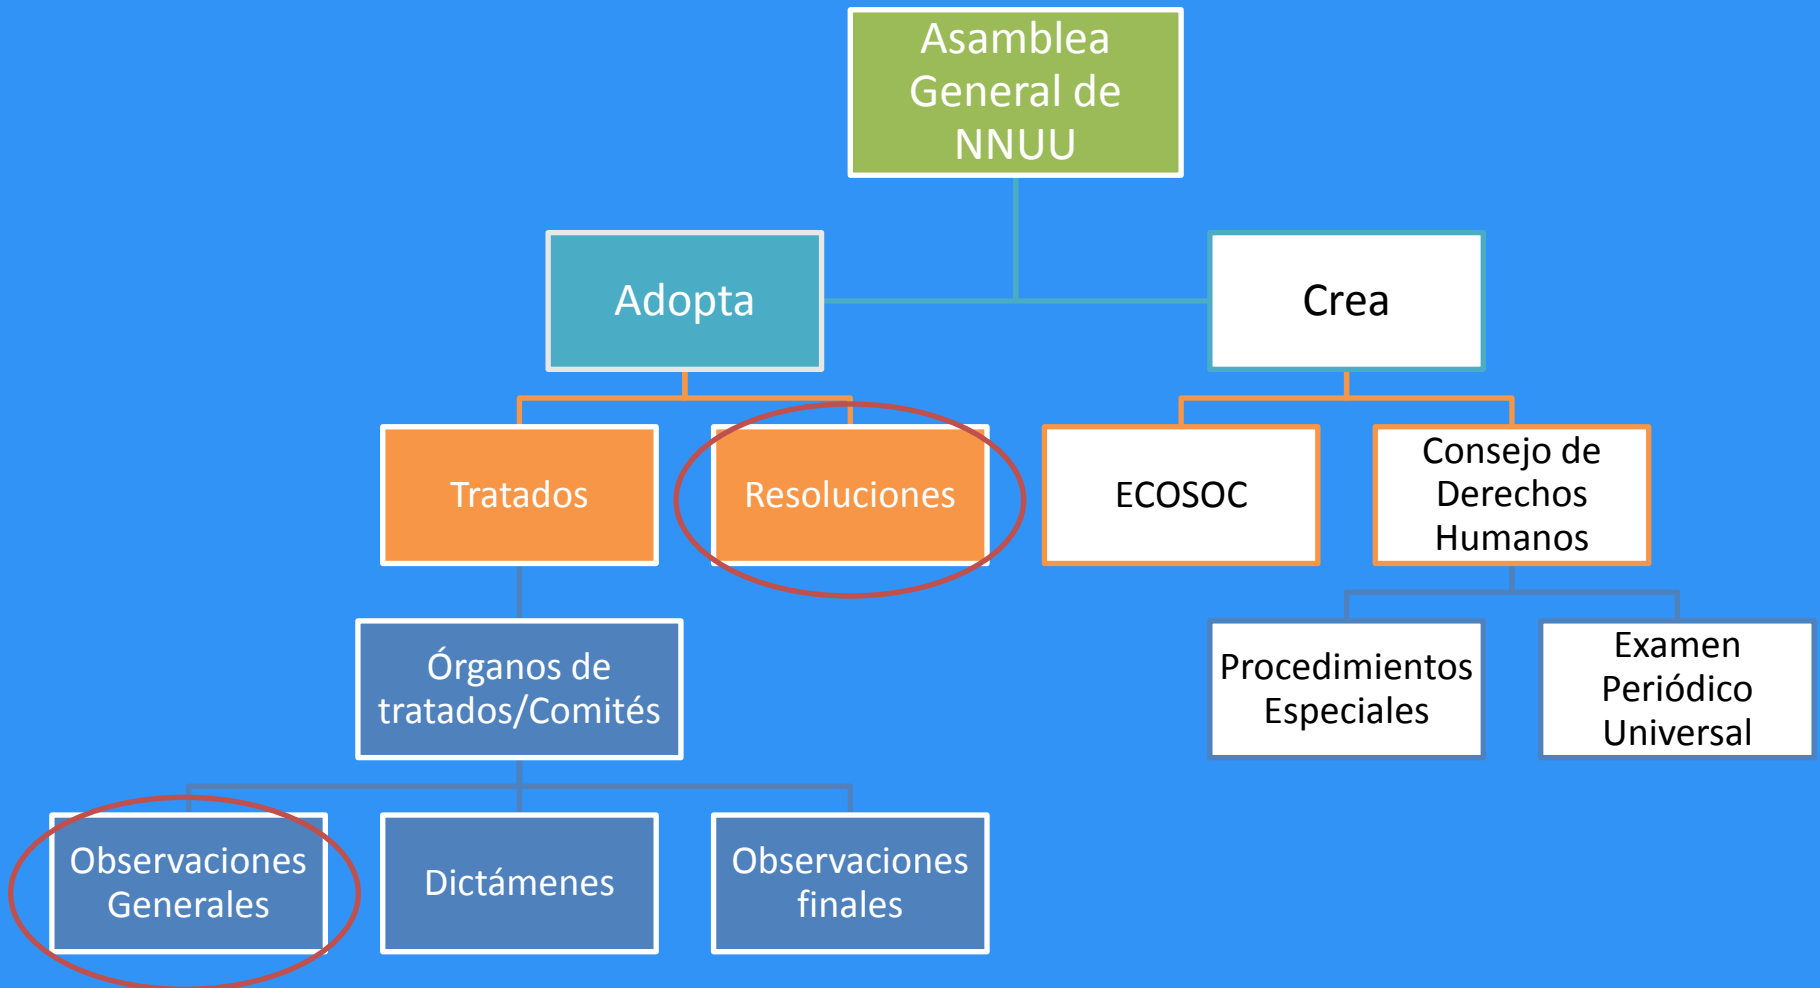 Asamblea
General de
NNUU
Adopta
Crea
Tratados
Resoluciones
ECOSOC
Consejo de
Derechos
Humanos
Órganos de
tratados/Comités
Procedimientos
Especiales
Examen
Periódico
Universal
Observaciones
Generales
Dictámenes
Observaciones
finales